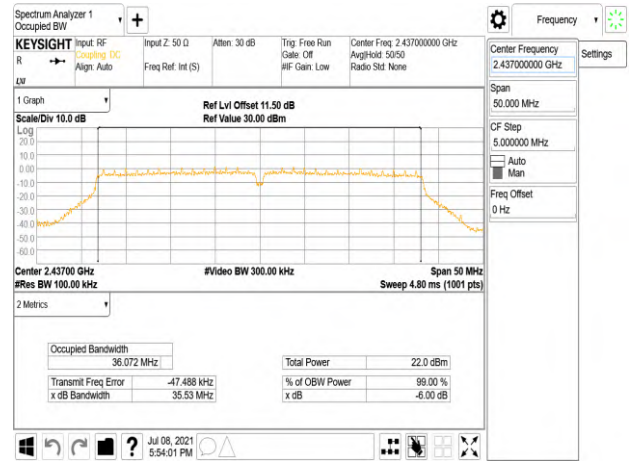 Spectrum Analyzer 1
Occupied BW
Frequency
KEYSIGHT
R
Input: RF
Coupling: DC
Align: Auto
Input Z: 50 Ω
Freq Ref: Int (S)
Atten: 30 dB
Trig: Free Run
Gate: Off
#IF Gain: Low
Center Freq: 2.437000000 GHz
Avg|Hold: 50/50
Radio Std: None
Center Frequency
2.437000000 GHz
Settings
Span
50.000 MHz
CF Step
5.000000 MHz
Auto
Man
Freq Offset
0 Hz
1 Graph
Scale/Div 10.0 dB
Ref Lvl Offset 11.50 dB
Ref Value 30.00 dBm
Log
20.0
10.0
0.00
-10.0
-20.0
-30.0
-40.0
-50.0
-60.0
Center 2.43700 GHz
#Res BW 100.00 kHz
#Video BW 300.00 kHz
Span 50 MHz
Sweep 4.80 ms (1001 pts)
2 Metrics
Occupied Bandwidth
36.072 MHz
Total Power 22.0 dBm
Transmit Freq Error -47.488 kHz
% of OBW Power 99.00 %
x dB Bandwidth 35.53 MHz
x dB -6.00 dB
?
Jul 08, 2021
5:54:01 PM